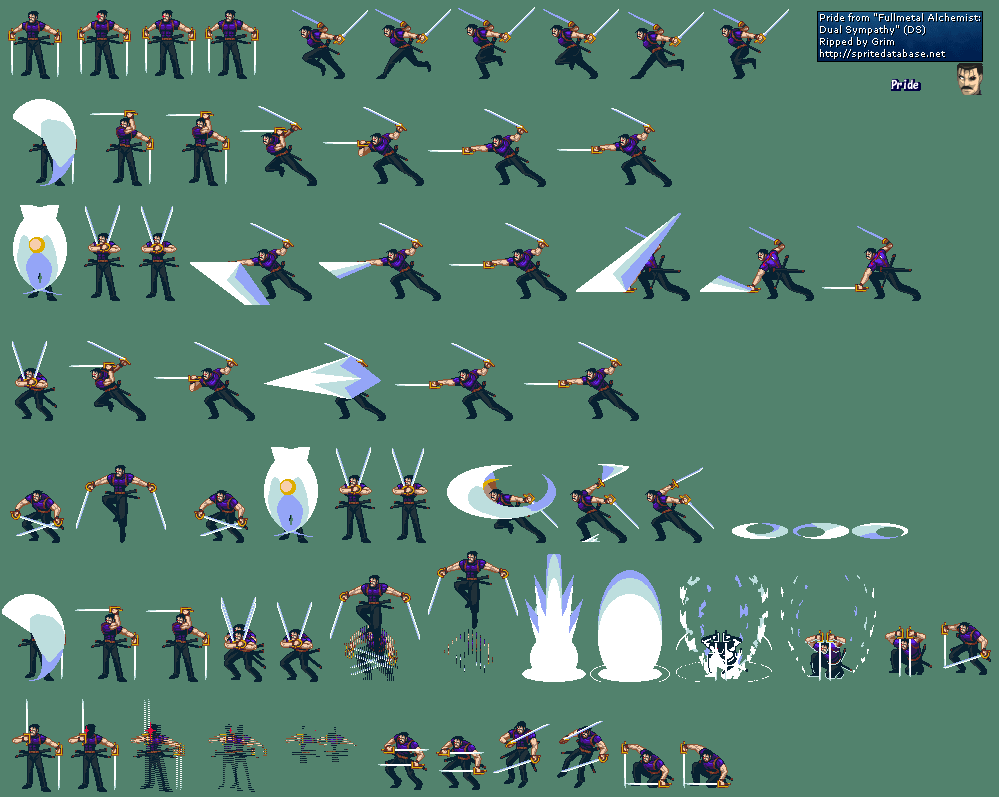 Pride from "Fullmetal Alchemist:
Dual Sympathy" (DS)
Ripped by Grim
http://spritedatabase.net
Pride